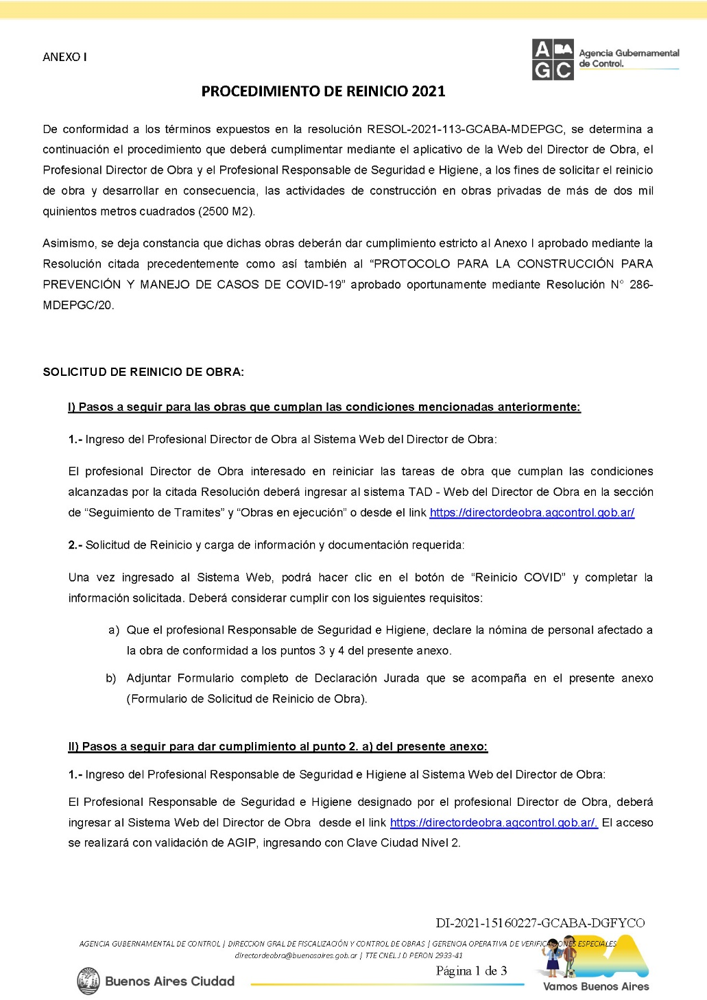 ANEXO I
AGC
BA
Agencia Gubernamental
de Control.
PROCEDIMIENTO DE REINICIO 2021
De conformidad a los términos expuestos en la resolución RESOL-2021-113-GCABA-MDEPGC, se determina a
continuación el procedimiento que deberá cumplimentar mediante el aplicativo de la Web del Director de Obra, el
Profesional Director de Obra y el Profesional Responsable de Seguridad e Higiene, a los fines de solicitar el reinicio
de obra y desarrollar en consecuencia, las actividades de construcción en obras privadas de más de dos mil
quinientos metros cuadrados (2500 M2).
Asimismo, se deja constancia que dichas obras deberán dar cumplimiento estricto al Anexo I aprobado mediante la
Resolución citada precedentemente como así también al “PROTOCOLO PARA LA CONSTRUCCIÓN PARA
PREVENCIÓN Y MANEJO DE CASOS DE COVID-19” aprobado oportunamente mediante Resolución N° 286-
MDEPGC/20.
SOLICITUD DE REINICIO DE OBRA:
I) Pasos a seguir para las obras que cumplan las condiciones mencionadas anteriormente:
1.- Ingreso del Profesional Director de Obra al Sistema Web del Director de Obra:
El profesional Director de Obra interesado en reiniciar las tareas de obra que cumplan las condiciones
alcanzadas por la citada Resolución deberá ingresar al sistema TAD - Web del Director de Obra en la sección
de “Seguimiento de Tramites” y “Obras en ejecución” o desde el link https://directordeobra.agcontrol.gob.ar/
2.- Solicitud de Reinicio y carga de información y documentación requerida:
Una vez ingresado al Sistema Web, podrá hacer clic en el botón de “Reinicio COVID” y completar la
información solicitada. Deberá considerar cumplir con los siguientes requisitos:
a) Que el profesional Responsable de Seguridad e Higiene, declare la nómina de personal afectado a
la obra de conformidad a los puntos 3 y 4 del presente anexo.
b) Adjuntar Formulario completo de Declaración Jurada que se acompaña en el presente anexo
(Formulario de Solicitud de Reinicio de Obra).
II) Pasos a seguir para dar cumplimiento al punto 2. a) del presente anexo:
1.- Ingreso del Profesional Responsable de Seguridad e Higiene al Sistema Web del Director de Obra:
El Profesional Responsable de Seguridad e Higiene designado por el profesional Director de Obra, deberá
ingresar al Sistema Web del Director de Obra desde el link https://directordeobra.agcontrol.gob.ar/. El acceso
se realizará con validación de AGIP, ingresando con Clave Ciudad Nivel 2.
DI-2021-15160227-GCABA-DGFYCO
AGENCIA GUBERNAMENTAL DE CONTROL | DIRECCION GRAL DE FISCALIZACIÓN Y CONTROL DE OBRAS | GERENCIA OPERATIVA DE VERIFICACIONES ESPECIALES
directordeobra@buenosaires.gob.ar | TTE CNEL J D PERON 2933-41
Página 1 de 3
Buenos Aires Ciudad
BA
Vamos Buenos Aires